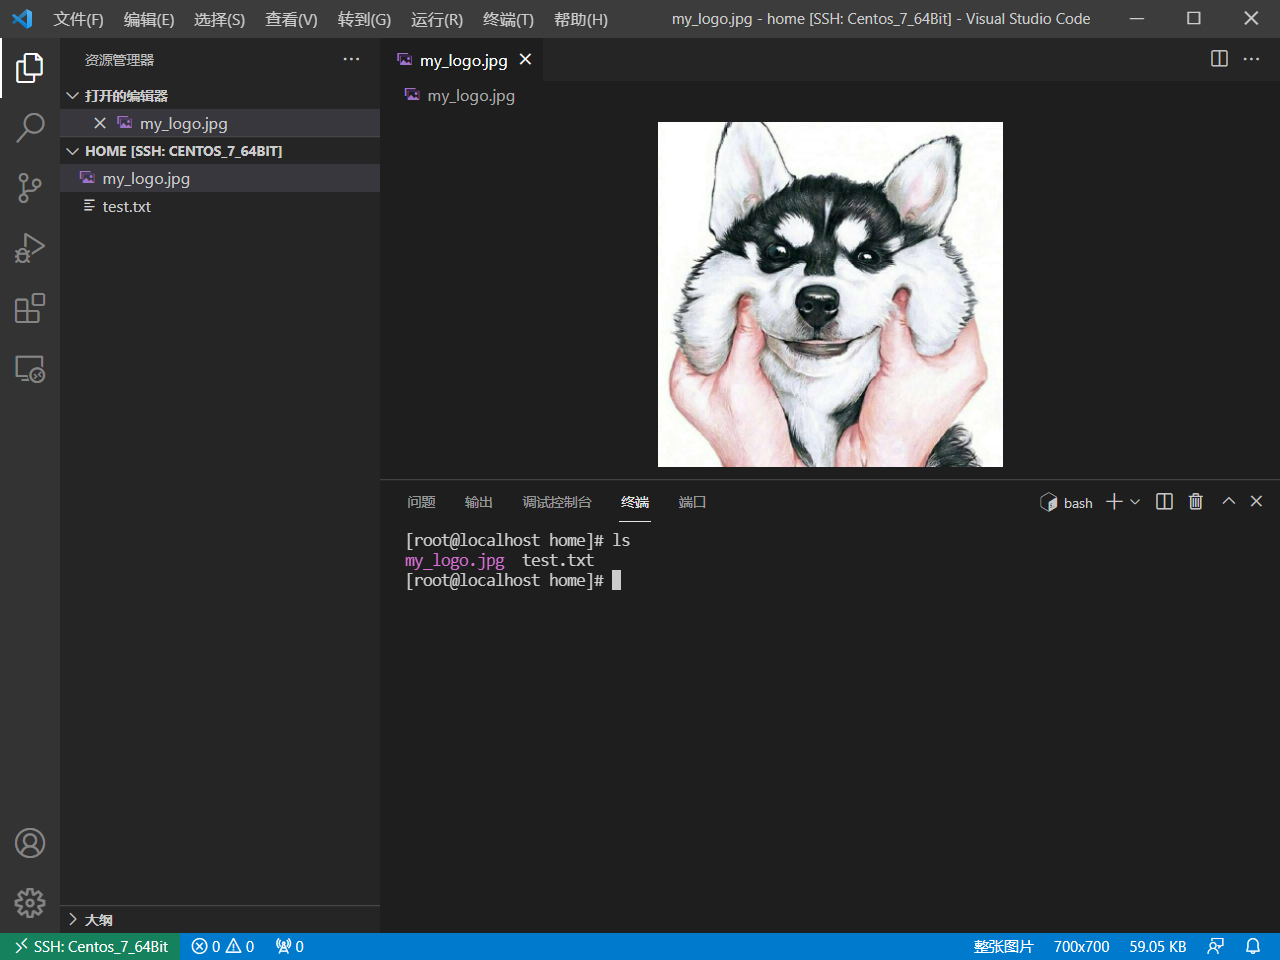 文件(F) 编辑(E) 选择(S) 查看(V) 转到(G) 运行(R) 终端(T) 帮助(H) my_logo.jpg - home [SSH: Centos_7_64Bit] - Visual Studio Code
资源管理器
打开的编辑器
my_logo.jpg
HOME [SSH: CENTOS_7_64BIT]
my_logo.jpg
test.txt
大纲
my_logo.jpg
my_logo.jpg
问题 输出 调试控制台 终端 端口 bash
[root@localhost home]# ls
my_logo.jpg  test.txt
[root@localhost home]#
SSH: Centos_7_64Bit 0 0 0 整张图片 700x700 59.05 KB